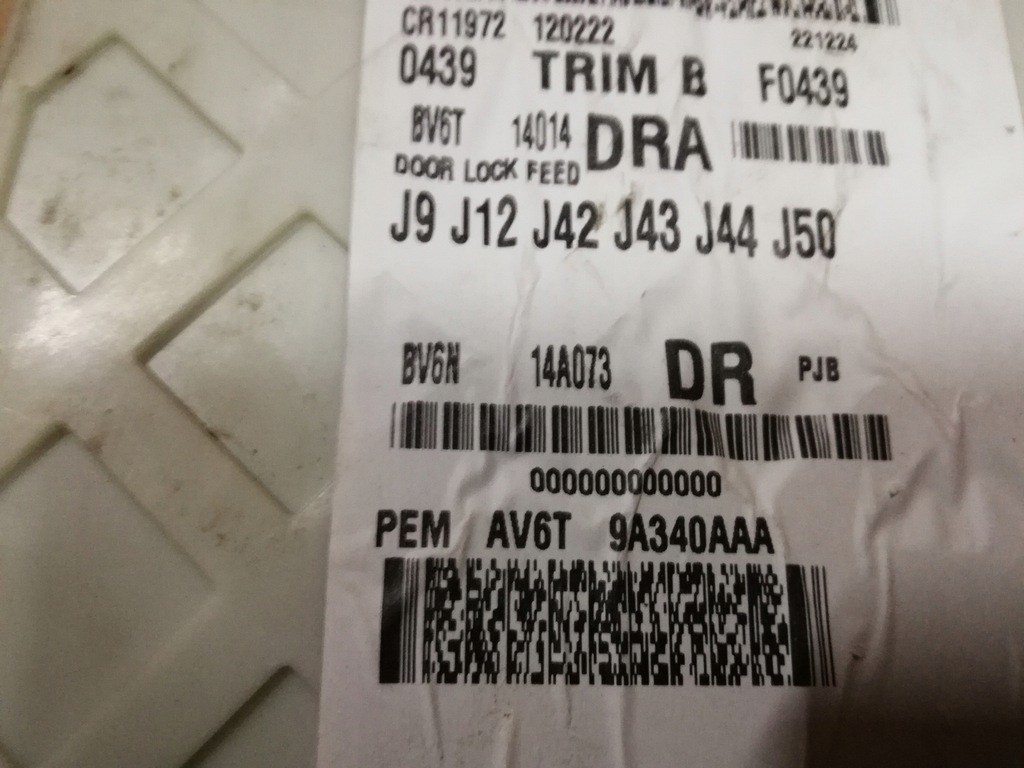 CR11972 120222 221224
0439 TRIM B F0439
BV6T 14014 DRA
DOOR LOCK FEED
J9 J12 J42 J43 J44 J50
BV6N 14A073 DR PJB
000000000000
PEM AV6T 9A340AAA